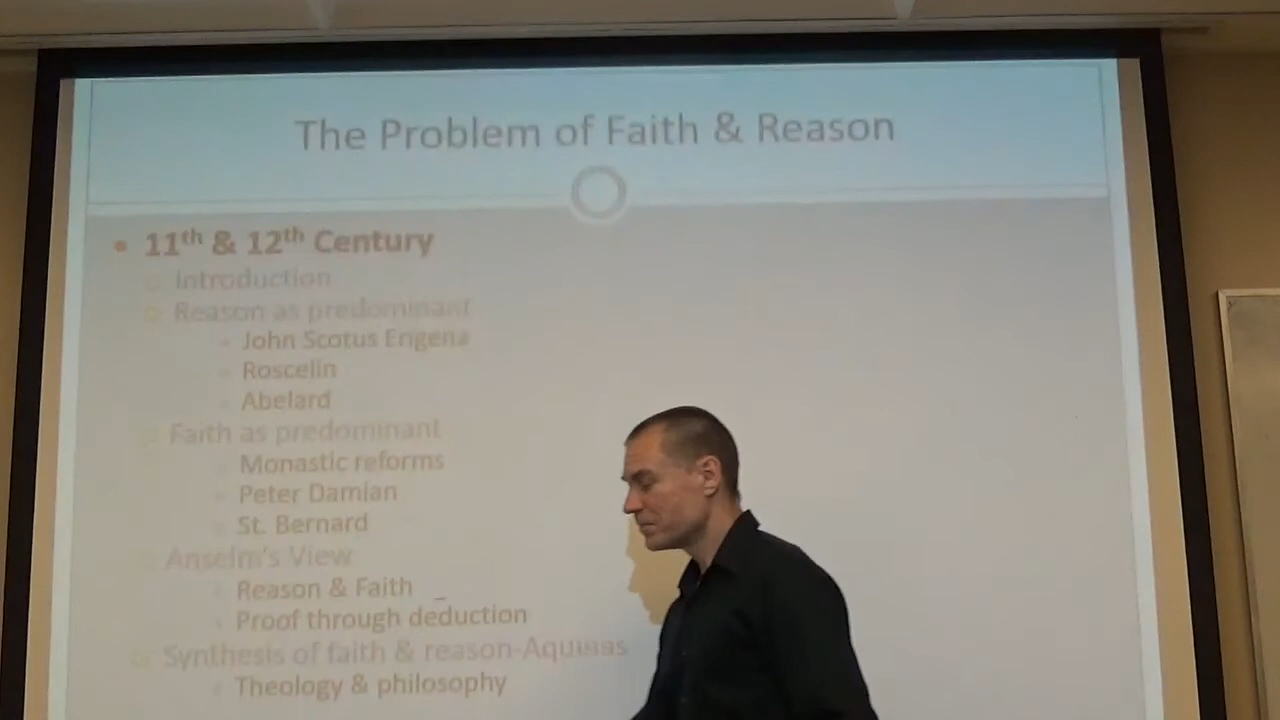 The Problem of Faith & Reason
11th & 12th Century
Introduction
Reason as predominant
John Scotus Erigena
Roscelin
Abelard
Faith as predominant
Monastic reforms
Peter Damian
St. Bernard
Anselm's View
Reason & Faith
Proof through deduction
Synthesis of faith & reason-Aquinas
Theology & philosophy